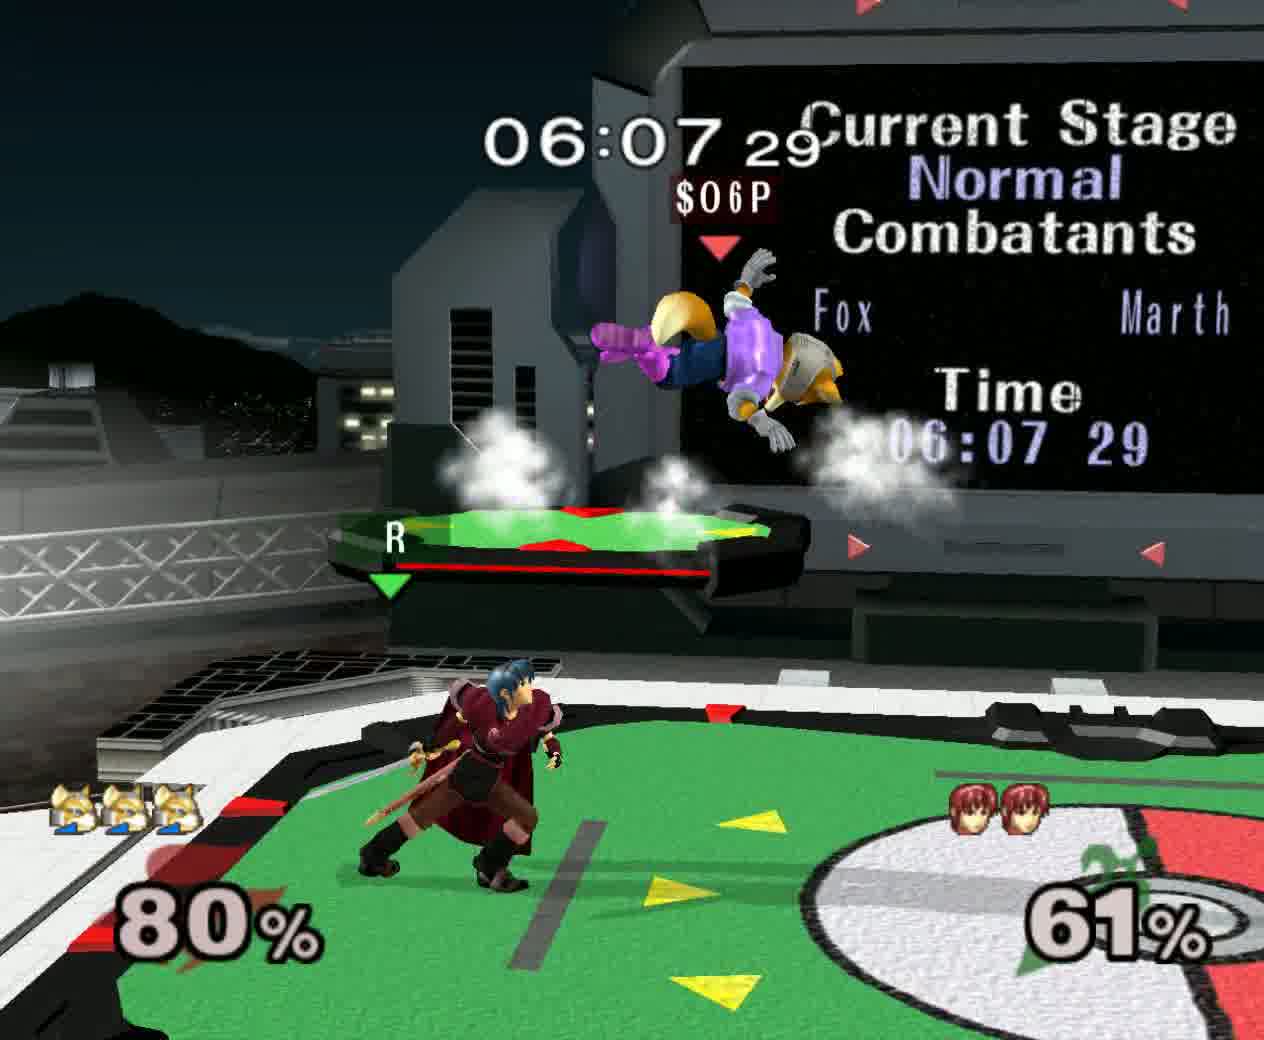 06:07 29
$06P
Current Stage
Normal
Combatants
Fox
Marth
Time
06:07 29
R
80%
61%